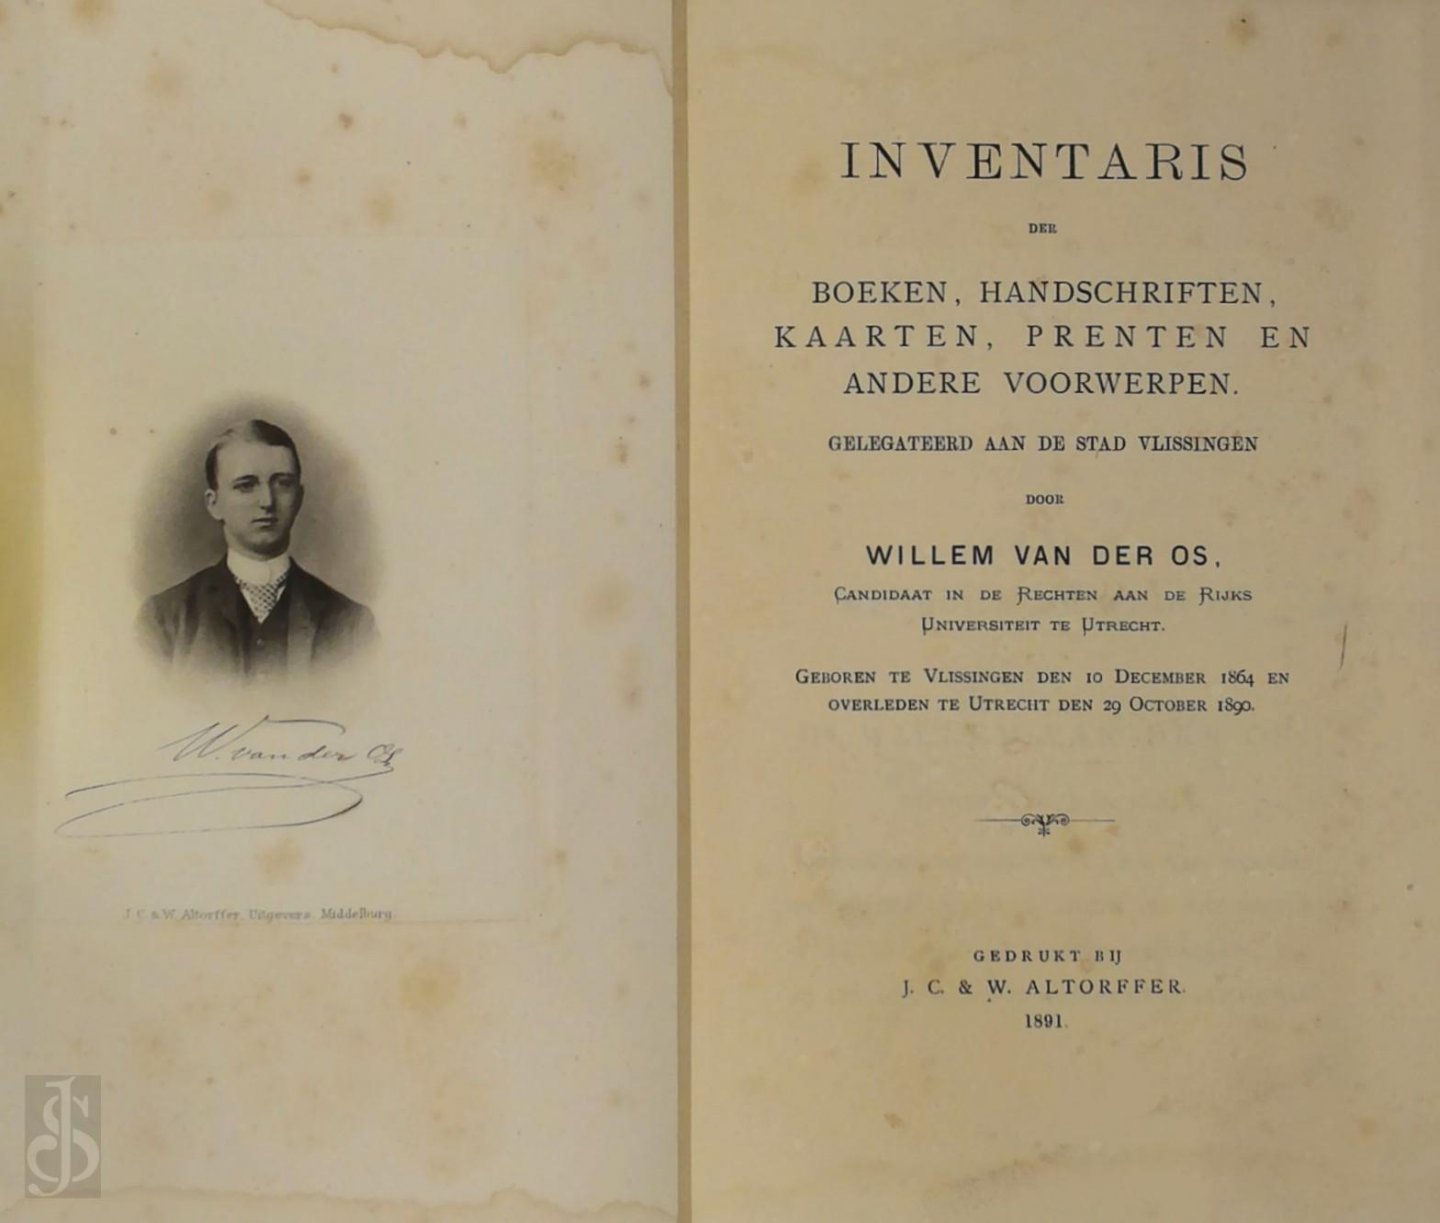 W. van der Os
J. C. & W. Altorffer, Uitgevers, Middelburg.
INVENTARIS
DER
BOEKEN, HANDSCHRIFTEN,
KAARTEN, PRENTEN EN
ANDERE VOORWERPEN.
GELEGATEERD AAN DE STAD VLISSINGEN
DOOR
WILLEM VAN DER OS,
CANDIDAAT IN DE RECHTEN AAN DE RIJKS
UNIVERSITEIT TE UTRECHT.
GEBOREN TE VLISSINGEN DEN 10 DECEMBER 1864 EN
OVERLEDEN TE UTRECHT DEN 29 OCTOBER 1890.
GEDRUKT BIJ
J. C. & W. ALTORFFER.
1891.
JS